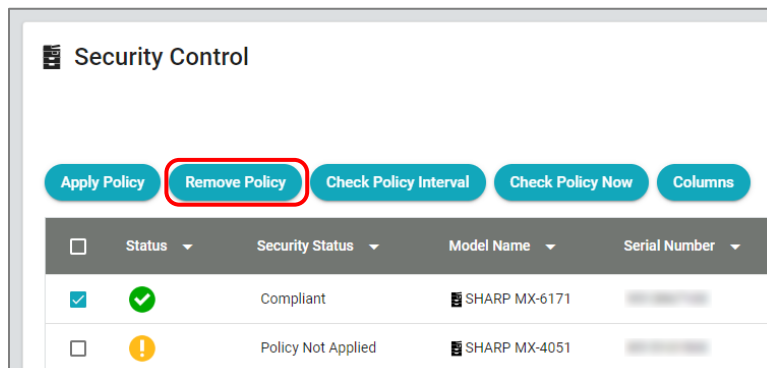 Security Control
Apply Policy Remove Policy Check Policy Interval Check Policy Now Columns
Status Security Status Model Name Serial Number
Compliant SHARP MX-6171
Policy Not Applied SHARP MX-4051